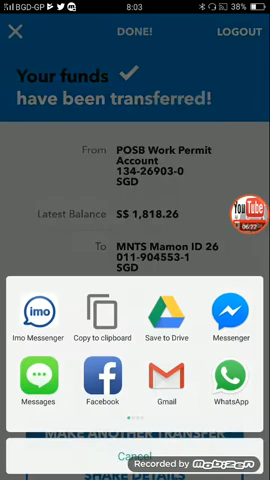 BGD-GP 8:03 38%
DONE! LOGOUT
Your funds
have been transferred!
From POSB Work Permit
Account
134-26903-0
SGD
Latest Balance S$ 1,818.26
To MNTS Mamon ID 26
011-904553-1
SGD
You Tube
06:22
imo
Imo Messenger Copy to clipboard Save to Drive Messenger
Messages Facebook Gmail WhatsApp
MAKE ANOTHER TRANSFER
Cancel
Recorded by MOBIZEN
SHARE DETAILS